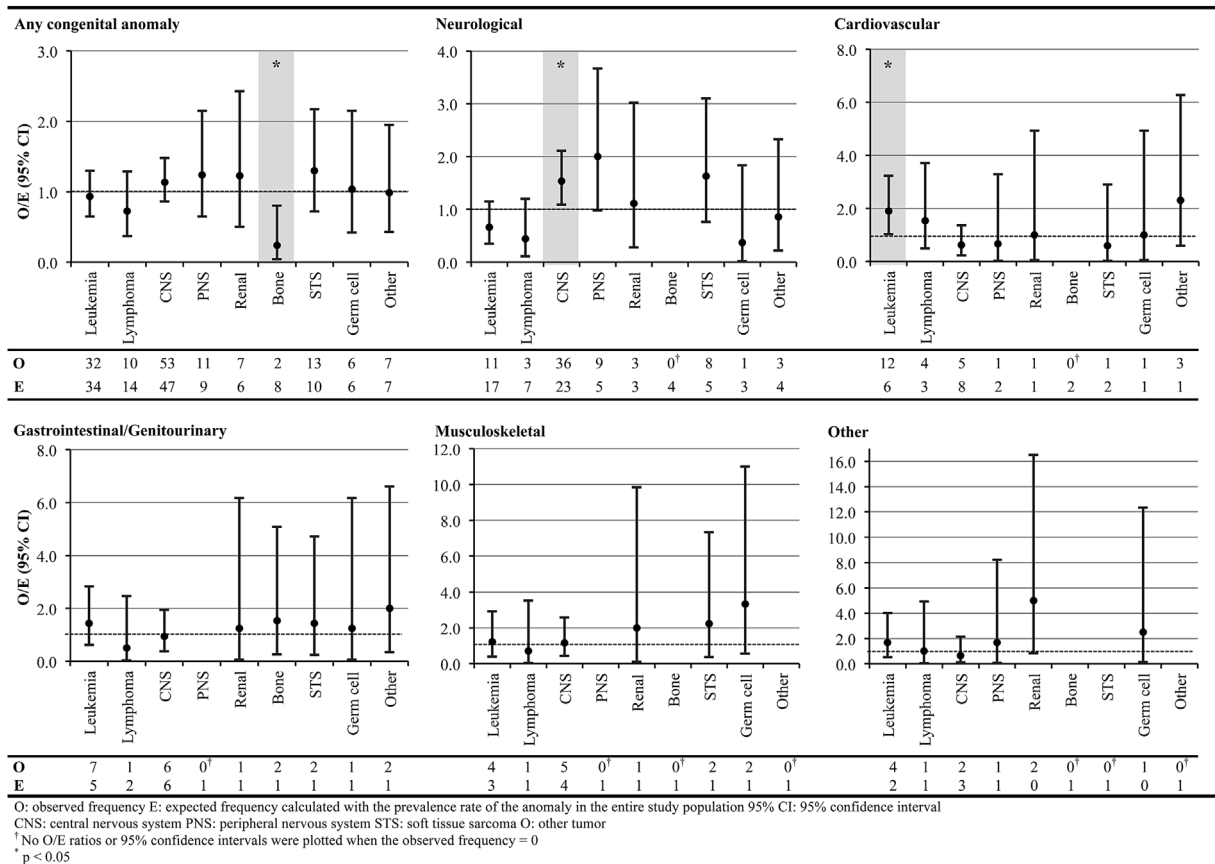 Any congenital anomaly Neurological Cardiovascular
O/E (95% CI)
3.0
2.0
1.0
0.0
*
Leukemia
Lymphoma
CNS
PNS
Renal
Bone
STS
Germ cell
Other
4.0
3.0
2.0
1.0
0.0
*
Leukemia
Lymphoma
CNS
PNS
Renal
Bone
STS
Germ cell
Other
8.0
6.0
4.0
2.0
0.0
*
Leukemia
Lymphoma
CNS
PNS
Renal
Bone
STS
Germ cell
Other
O 32 10 53 11 7 2 13 6 7 11 3 36 9 3 0† 8 1 3 12 4 5 1 1 0† 1 1 3
E 34 14 47 9 6 8 10 6 7 17 7 23 5 3 4 5 3 4 6 3 8 2 1 2 2 1 1
Gastrointestinal/Genitourinary Musculoskeletal Other
O/E (95% CI)
8.0
6.0
4.0
2.0
0.0
Leukemia
Lymphoma
CNS
PNS
Renal
Bone
STS
Germ cell
Other
12.0
10.0
8.0
6.0
4.0
2.0
0.0
Leukemia
Lymphoma
CNS
PNS
Renal
Bone
STS
Germ cell
Other
16.0
14.0
12.0
10.0
8.0
6.0
4.0
2.0
0.0
Leukemia
Lymphoma
CNS
PNS
Renal
Bone
STS
Germ cell
Other
O 7 1 6 0† 1 2 2 1 2 4 1 5 0† 1 0† 2 2 0† 4 1 2 1 2 0† 0† 1 0†
E 5 2 6 1 1 1 1 1 1 3 1 4 1 1 1 1 1 1 2 1 3 1 0 1 1 0 1
O: observed frequency E: expected frequency calculated with the prevalence rate of the anomaly in the entire study population 95% CI: 95% confidence interval
CNS: central nervous system PNS: peripheral nervous system STS: soft tissue sarcoma O: other tumor
† No O/E ratios or 95% confidence intervals were plotted when the observed frequency = 0
* p < 0.05